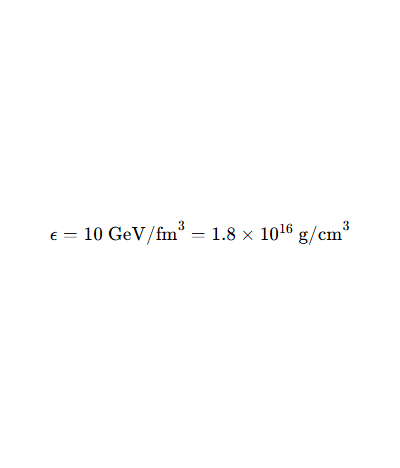 ϵ = 10 GeV/fm³ = 1.8 × 10¹⁶ g/cm³